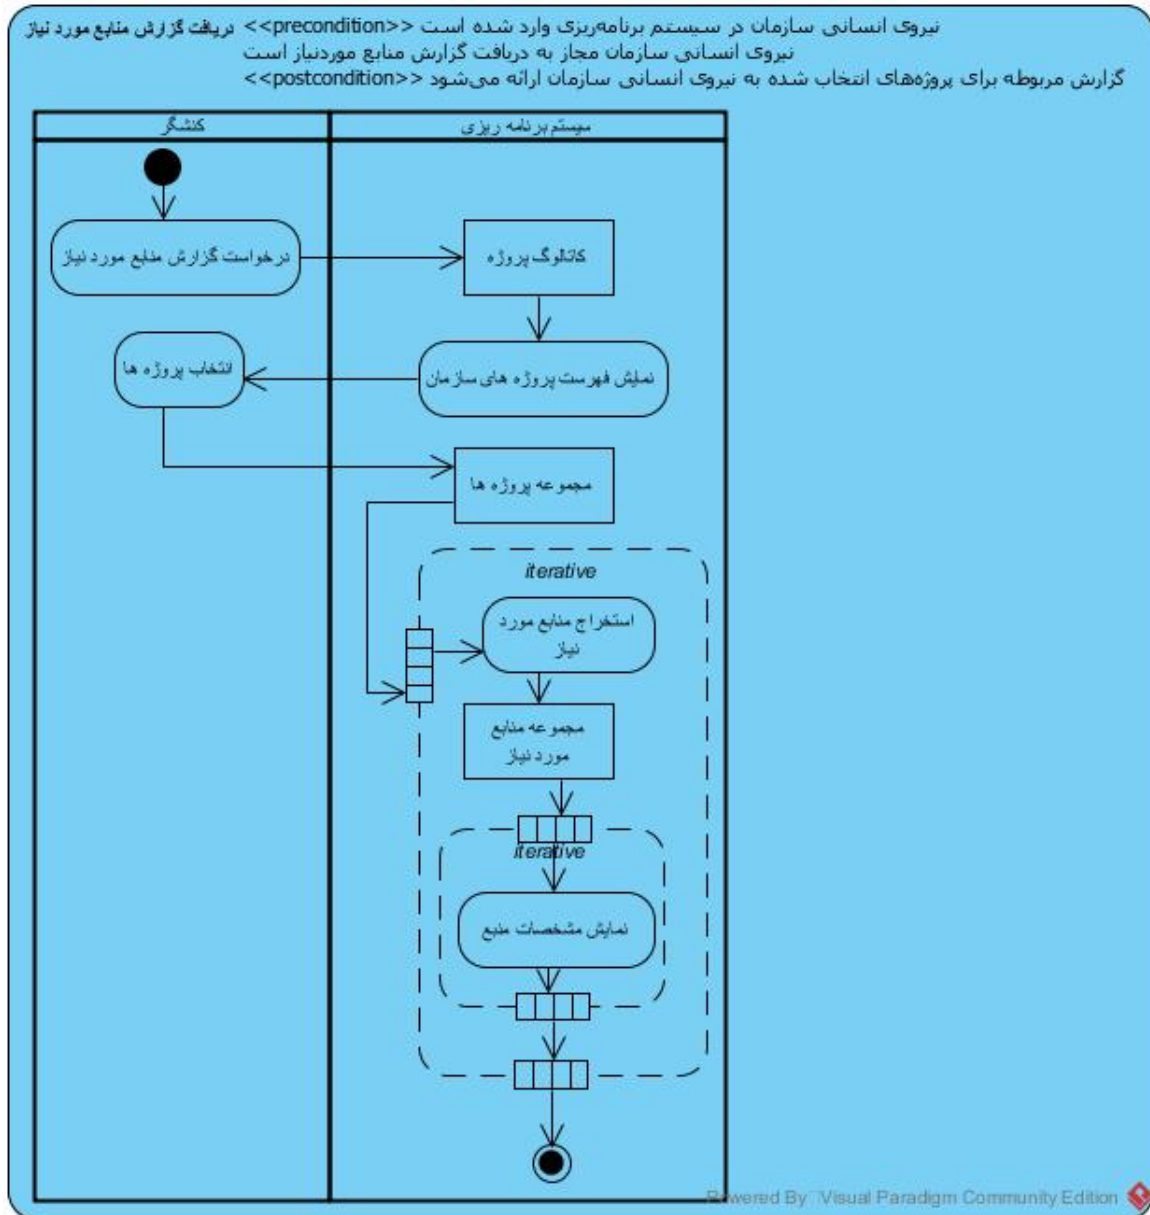 دریافت گزارش منابع مورد نیاز <<precondition>> نیروی انسانی سازمان در سیستم برنامه‌ریزی وارد شده است
نیروی انسانی سازمان مجاز به دریافت گزارش منابع موردنیاز است
<<postcondition>> گزارش مربوطه برای پروژه‌های انتخاب شده به نیروی انسانی سازمان ارائه می‌شود
کنشگر
سیستم برنامه ریزی
درخواست گزارش منابع مورد نیاز
کاتالوگ پروژه
نمایش فهرست پروژه های سازمان
انتخاب پروژه ها
مجموعه پروژه ها
iterative
استخراج منابع مورد
نیاز
مجموعه منابع
مورد نیاز
iterative
نمایش مشخصات منبع
Powered By Visual Paradigm Community Edition